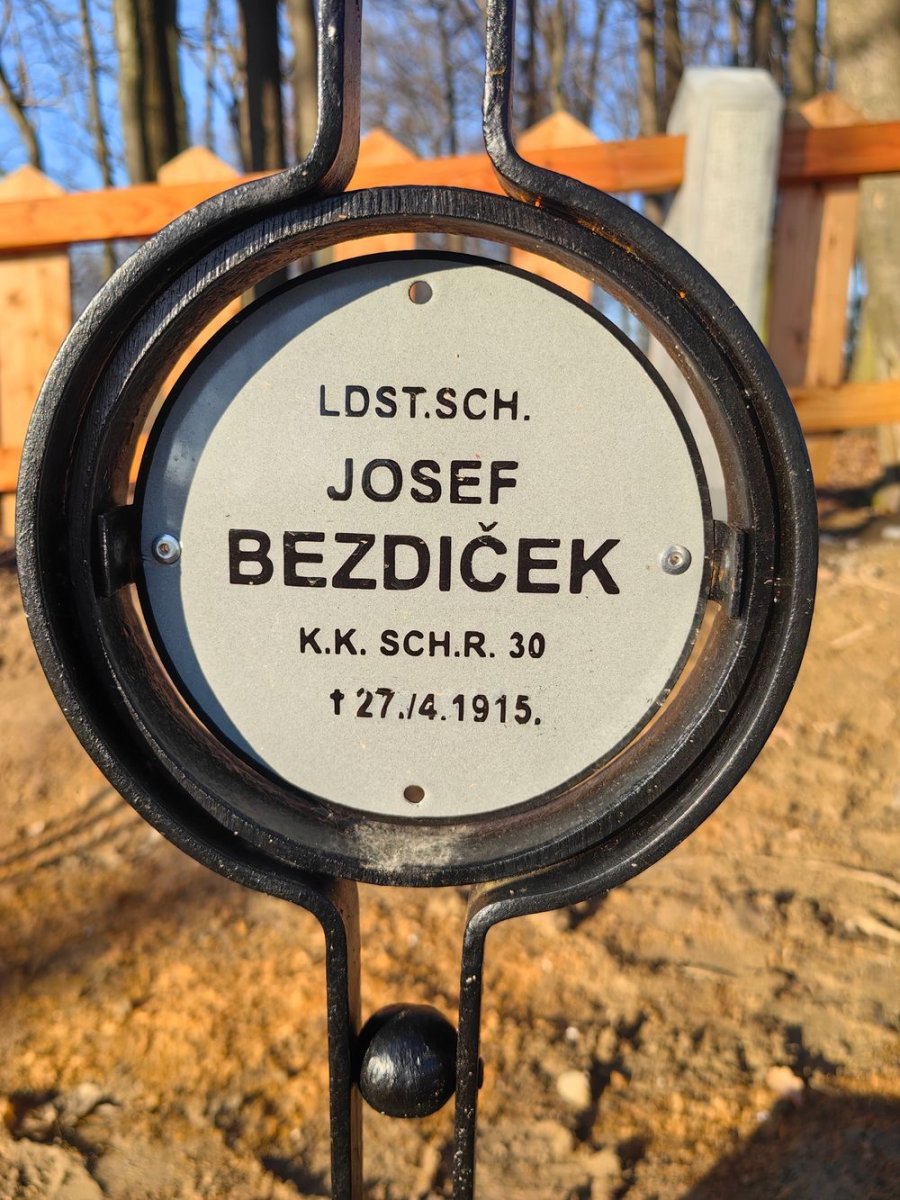 LDST.SCH.
JOSEF
BEZDIČEK
K.K. SCH.R. 30
† 27./4.1915.